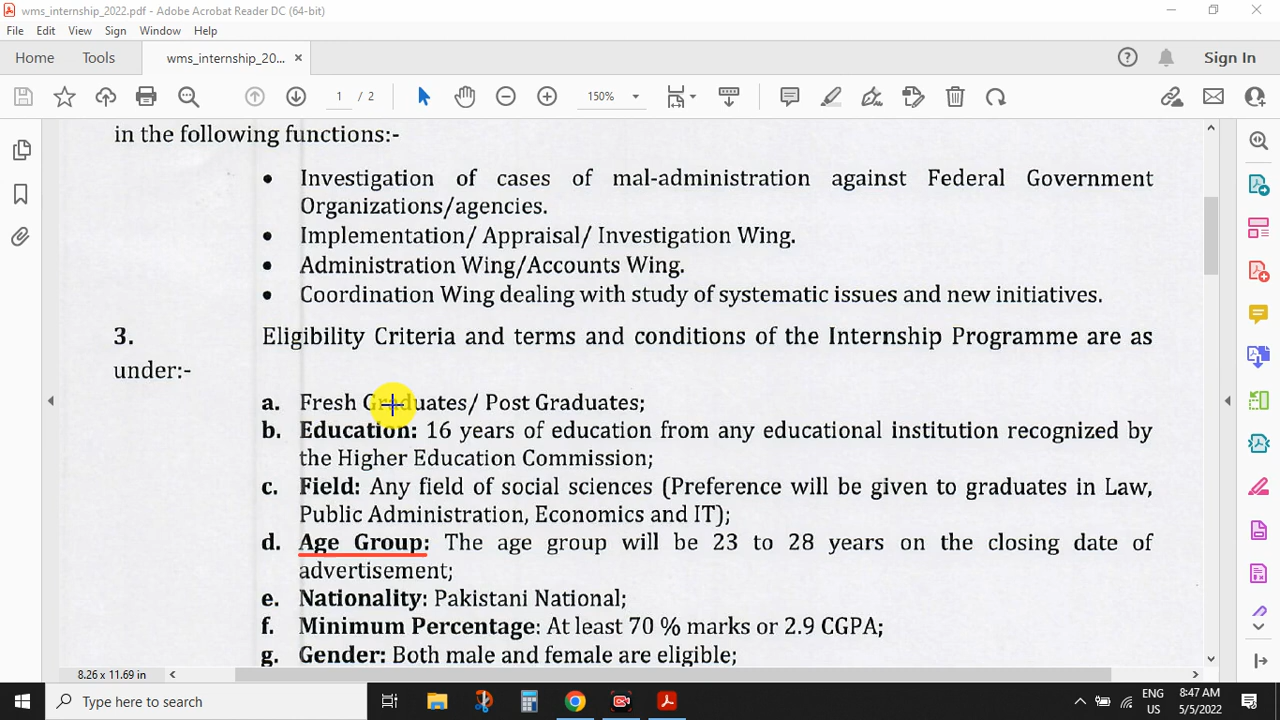 wms_internship_2022.pdf - Adobe Acrobat Reader DC (64-bit)
File Edit View Sign Window Help
Home Tools wms_internship_20... × Sign In
1 / 2 150%
in the following functions:-
• Investigation of cases of mal-administration against Federal Government
Organizations/agencies.
• Implementation/ Appraisal/ Investigation Wing.
• Administration Wing/Accounts Wing.
• Coordination Wing dealing with study of systematic issues and new initiatives.
3. Eligibility Criteria and terms and conditions of the Internship Programme are as
under:-
a. Fresh Graduates/ Post Graduates;
b. Education: 16 years of education from any educational institution recognized by
the Higher Education Commission;
c. Field: Any field of social sciences (Preference will be given to graduates in Law,
Public Administration, Economics and IT);
d. Age Group: The age group will be 23 to 28 years on the closing date of
advertisement;
e. Nationality: Pakistani National;
f. Minimum Percentage: At least 70 % marks or 2.9 CGPA;
g. Gender: Both male and female are eligible;
8.26 x 11.69 in
Type here to search
ENG 8:47 AM
US 5/5/2022